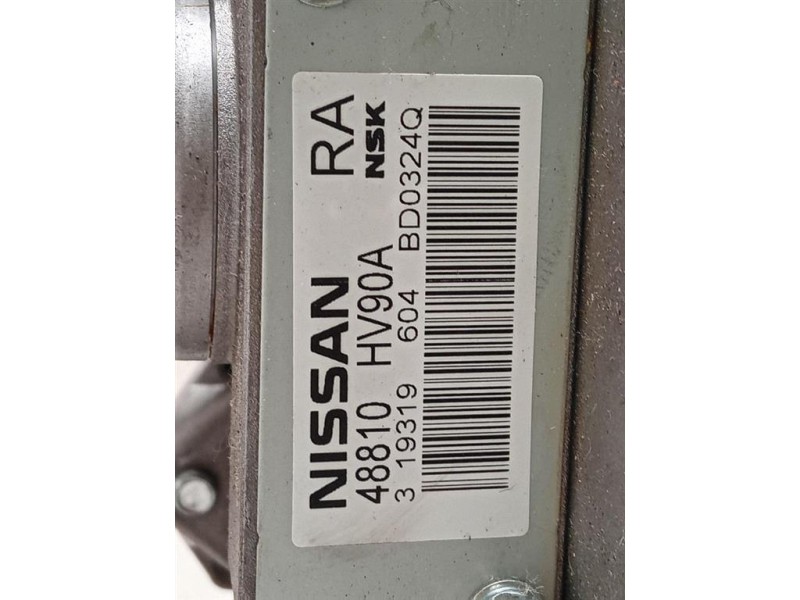 NISSAN RA
48810 HV90A NSK
3 19319 604 BD0324Q